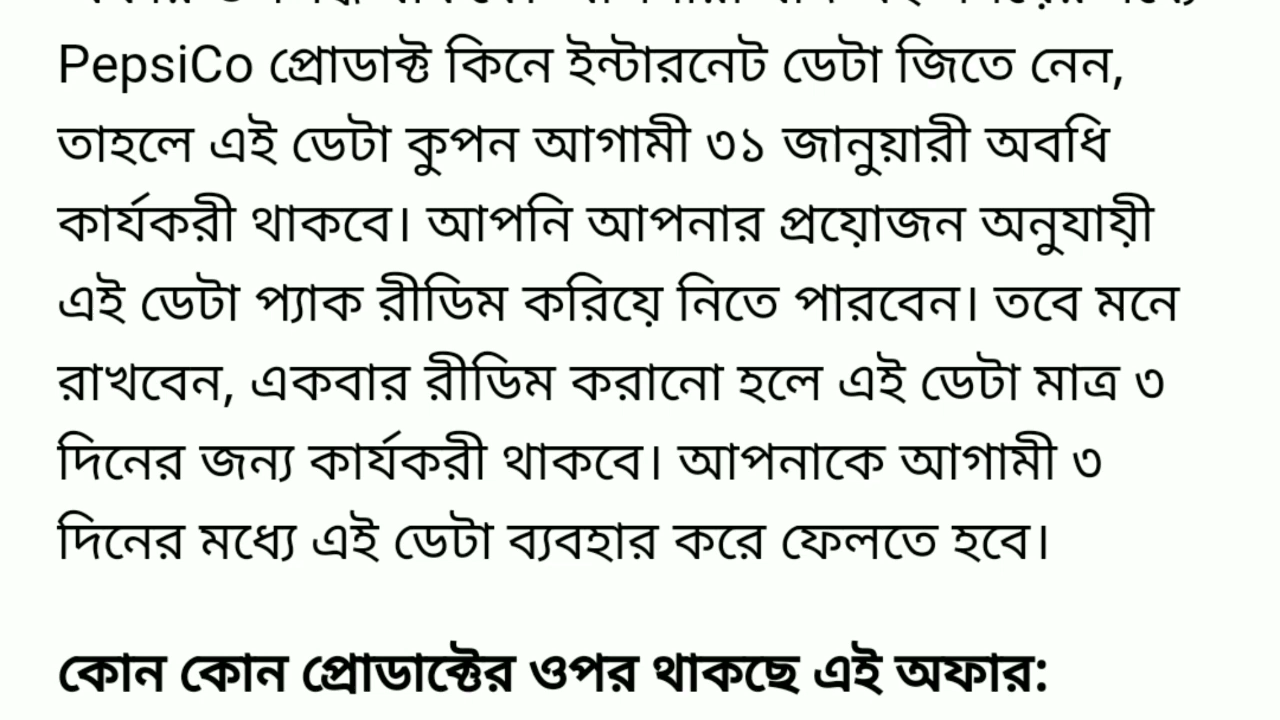 PepsiCo প্রোডাক্ট কিনে ইন্টারনেট ডেটা জিতে নেন,
তাহলে এই ডেটা কুপন আগামী ৩১ জানুয়ারী অবধি
কার্যকরী থাকবে। আপনি আপনার প্রয়োজন অনুযায়ী
এই ডেটা প্যাক রীডিম করিয়ে নিতে পারবেন। তবে মনে
রাখবেন, একবার রীডিম করানো হলে এই ডেটা মাত্র ৩
দিনের জন্য কার্যকরী থাকবে। আপনাকে আগামী ৩
দিনের মধ্যে এই ডেটা ব্যবহার করে ফেলতে হবে।
কোন কোন প্রোডাক্টের ওপর থাকছে এই অফার: